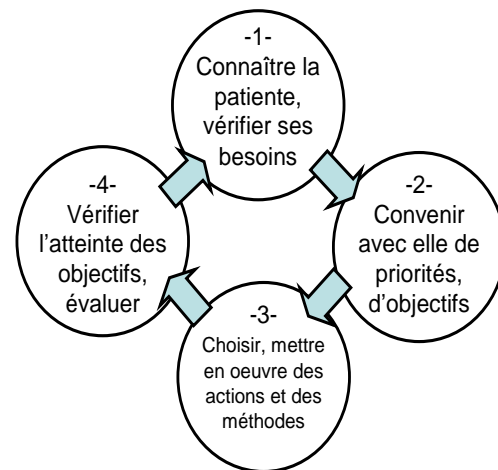 -1-
Connaître la
patiente,
vérifier ses
besoins
-2-
Convenir
avec elle de
priorités,
d’objectifs
-3-
Choisir, mettre
en oeuvre des
actions et des
méthodes
-4-
Vérifier
l’atteinte des
objectifs,
évaluer